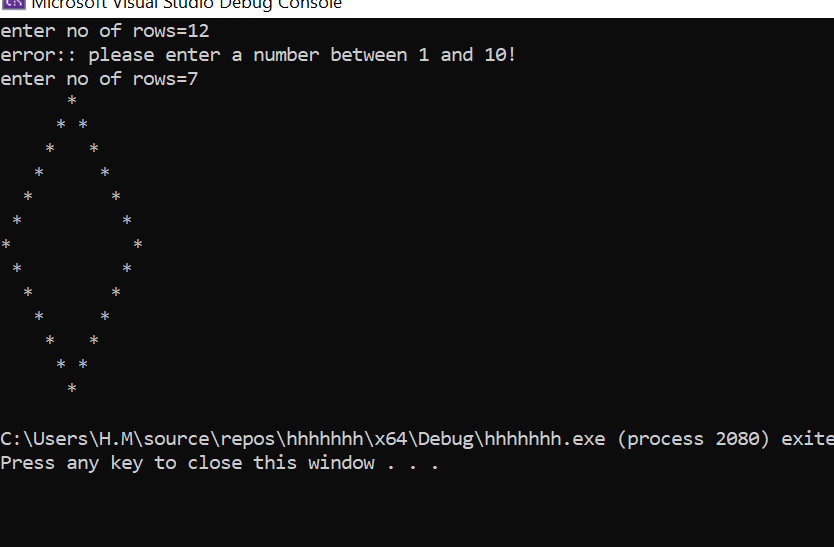 Microsoft Visual Studio Debug Console
enter no of rows=12
error:: please enter a number between 1 and 10!
enter no of rows=7
      *
     * *
    *   *
   *     *
  *       *
 *         *
*           *
 *         *
  *       *
   *     *
    *   *
     * *
      *
C:\Users\H.M\source\repos\hhhhhhh\x64\Debug\hhhhhhh.exe (process 2080) exite
Press any key to close this window . . .